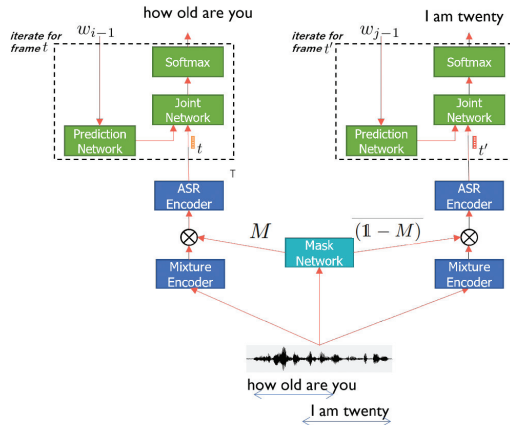 how old are you
I am twenty
iterate for
frame t
w_{i-1}
iterate for
frame t'
w_{j-1}
Softmax
Softmax
Joint
Network
Joint
Network
Prediction
Network
t
Prediction
Network
t'
T
ASR
Encoder
ASR
Encoder
M
(𝟙 − M)
Mask
Network
Mixture
Encoder
Mixture
Encoder
how old are you
I am twenty